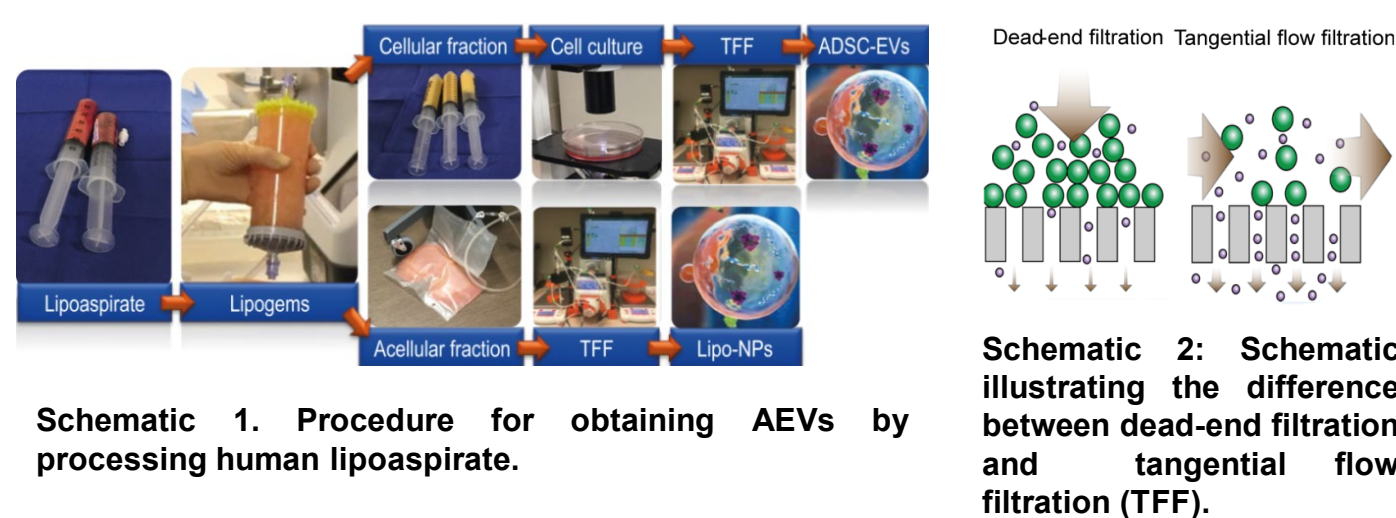 Cellular fraction
Cell culture
TFF
ADSC-EVs
Lipoaspirate
Lipogems
Acellular fraction
TFF
Lipo-NPs
Schematic 1. Procedure for obtaining AEVs by
processing human lipoaspirate.
Dead-end filtration
Tangential flow filtration
Schematic 2: Schematic
illustrating the difference
between dead-end filtration
and tangential flow
filtration (TFF).